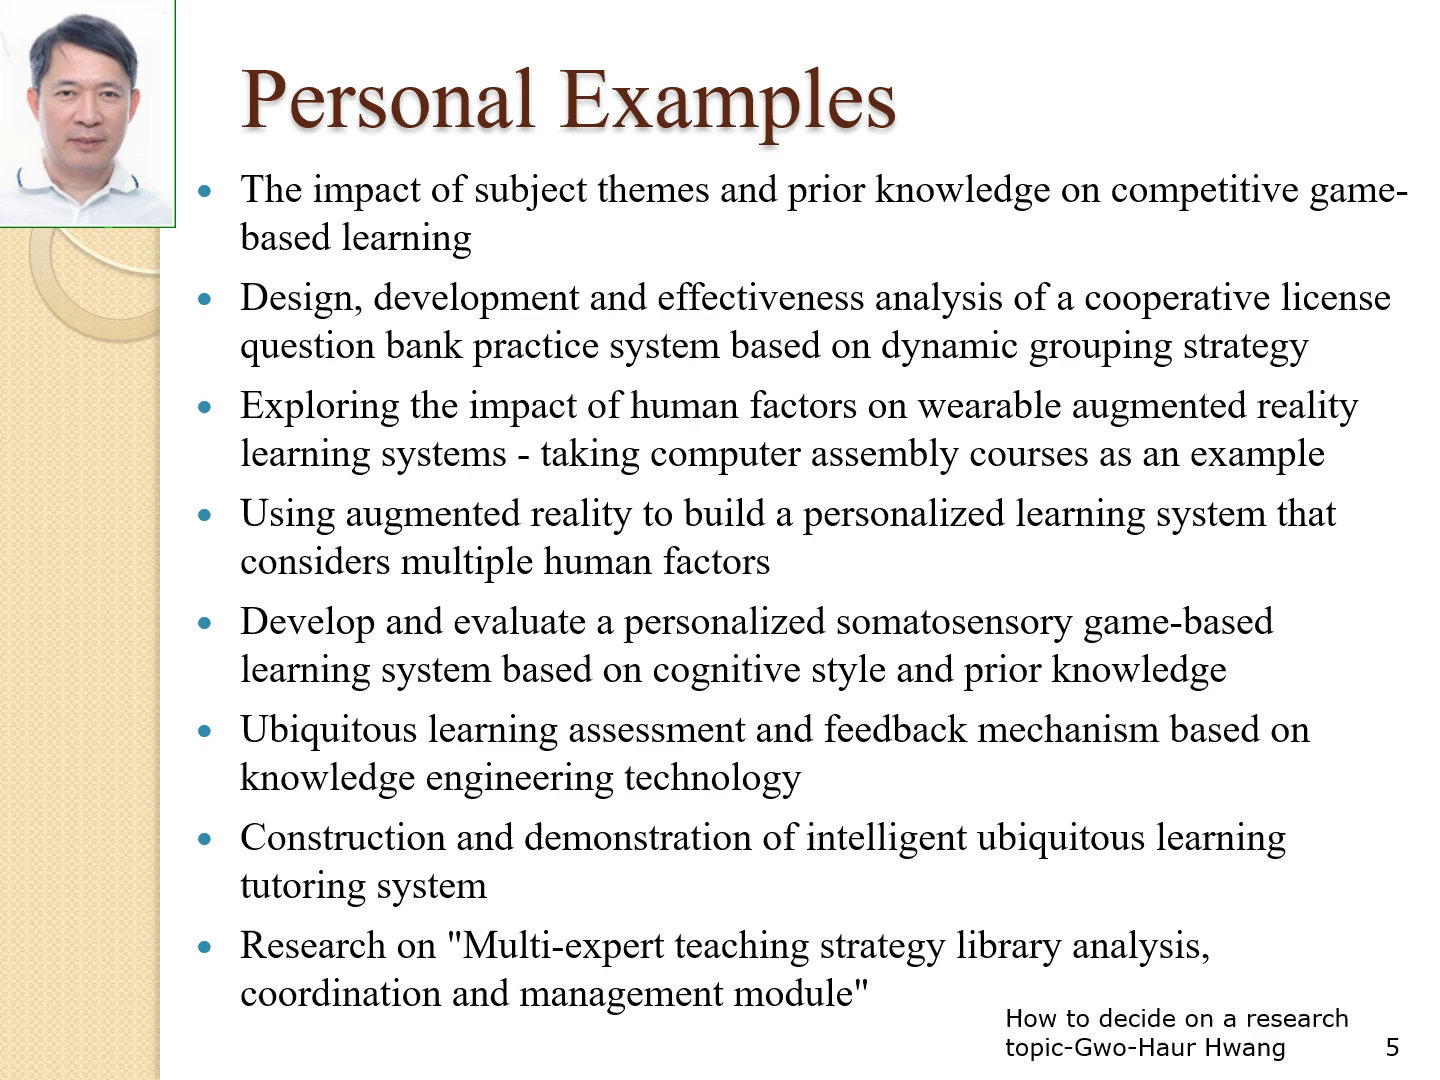 Personal Examples
• The impact of subject themes and prior knowledge on competitive game-
based learning
• Design, development and effectiveness analysis of a cooperative license
question bank practice system based on dynamic grouping strategy
• Exploring the impact of human factors on wearable augmented reality
learning systems - taking computer assembly courses as an example
• Using augmented reality to build a personalized learning system that
considers multiple human factors
• Develop and evaluate a personalized somatosensory game-based
learning system based on cognitive style and prior knowledge
• Ubiquitous learning assessment and feedback mechanism based on
knowledge engineering technology
• Construction and demonstration of intelligent ubiquitous learning
tutoring system
• Research on "Multi-expert teaching strategy library analysis,
coordination and management module"
How to decide on a research
topic-Gwo-Haur Hwang
5